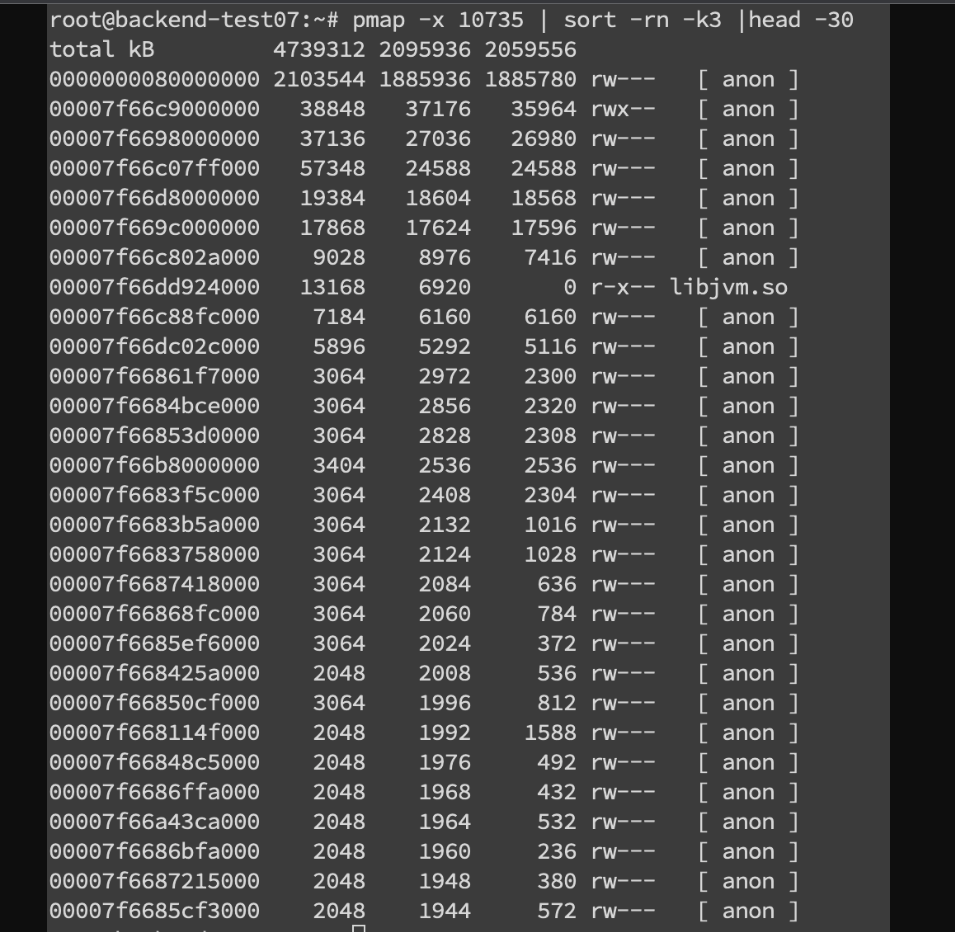 root@backend-test07:~# pmap -x 10735 | sort -rn -k3 |head -30
total kB         4739312 2095936 2059556
0000000080000000 2103544 1885936 1885780 rw---   [ anon ]
00007f66c9000000   38848   37176   35964 rwx--   [ anon ]
00007f6698000000   37136   27036   26980 rw---   [ anon ]
00007f66c07ff000   57348   24588   24588 rw---   [ anon ]
00007f66d8000000   19384   18604   18568 rw---   [ anon ]
00007f669c000000   17868   17624   17596 rw---   [ anon ]
00007f66c802a000    9028    8976    7416 rw---   [ anon ]
00007f66dd924000   13168    6920       0 r-x-- libjvm.so
00007f66c88fc000    7184    6160    6160 rw---   [ anon ]
00007f66dc02c000    5896    5292    5116 rw---   [ anon ]
00007f66861f7000    3064    2972    2300 rw---   [ anon ]
00007f6684bce000    3064    2856    2320 rw---   [ anon ]
00007f66853d0000    3064    2828    2308 rw---   [ anon ]
00007f66b8000000    3404    2536    2536 rw---   [ anon ]
00007f6683f5c000    3064    2408    2304 rw---   [ anon ]
00007f6683b5a000    3064    2132    1016 rw---   [ anon ]
00007f6683758000    3064    2124    1028 rw---   [ anon ]
00007f6687418000    3064    2084     636 rw---   [ anon ]
00007f66868fc000    3064    2060     784 rw---   [ anon ]
00007f6685ef6000    3064    2024     372 rw---   [ anon ]
00007f668425a000    2048    2008     536 rw---   [ anon ]
00007f66850cf000    3064    1996     812 rw---   [ anon ]
00007f668114f000    2048    1992    1588 rw---   [ anon ]
00007f66848c5000    2048    1976     492 rw---   [ anon ]
00007f6686ffa000    2048    1968     432 rw---   [ anon ]
00007f66a43ca000    2048    1964     532 rw---   [ anon ]
00007f6686bfa000    2048    1960     236 rw---   [ anon ]
00007f6687215000    2048    1948     380 rw---   [ anon ]
00007f6685cf3000    2048    1944     572 rw---   [ anon ]